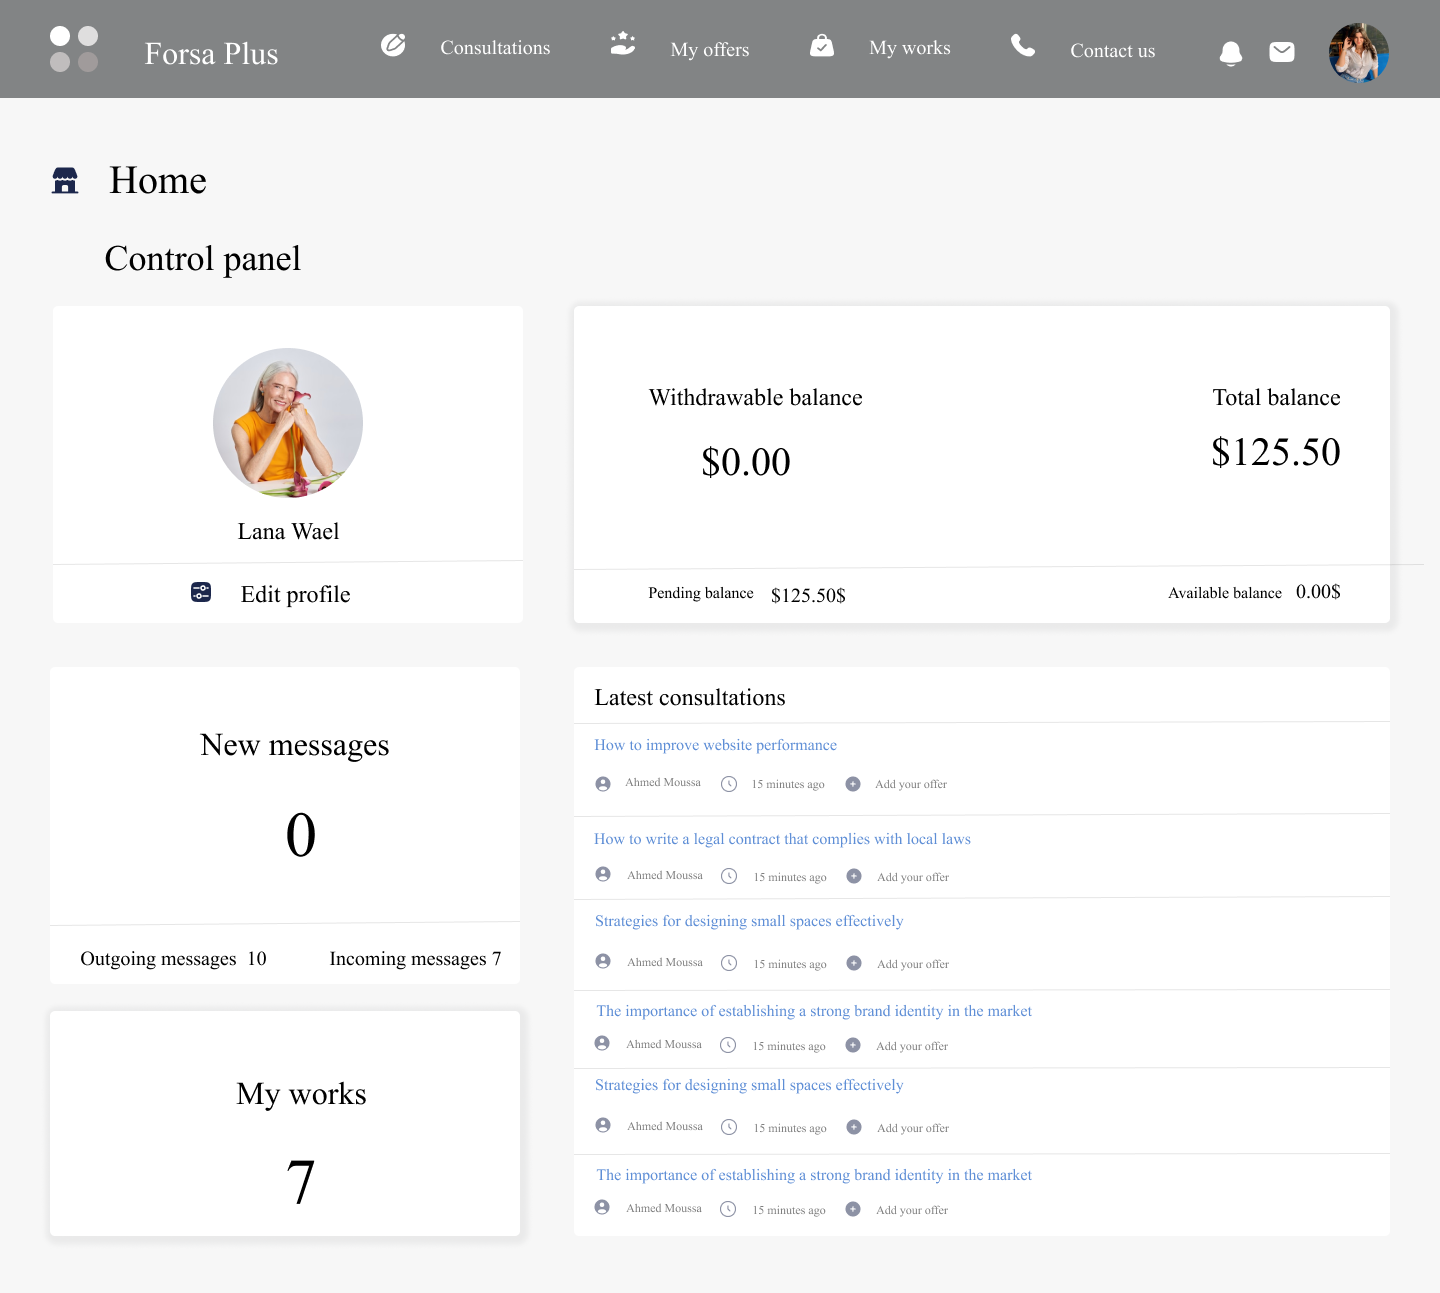 Forsa Plus
Consultations
My offers
My works
Contact us
Home
Control panel
Lana Wael
Edit profile
Withdrawable balance
$0.00
Total balance
$125.50
Pending balance $125.50$
Available balance 0.00$
New messages
0
Outgoing messages 10
Incoming messages 7
My works
7
Latest consultations
How to improve website performance
Ahmed Moussa 15 minutes ago Add your offer
How to write a legal contract that complies with local laws
Ahmed Moussa 15 minutes ago Add your offer
Strategies for designing small spaces effectively
Ahmed Moussa 15 minutes ago Add your offer
The importance of establishing a strong brand identity in the market
Ahmed Moussa 15 minutes ago Add your offer
Strategies for designing small spaces effectively
Ahmed Moussa 15 minutes ago Add your offer
The importance of establishing a strong brand identity in the market
Ahmed Moussa 15 minutes ago Add your offer